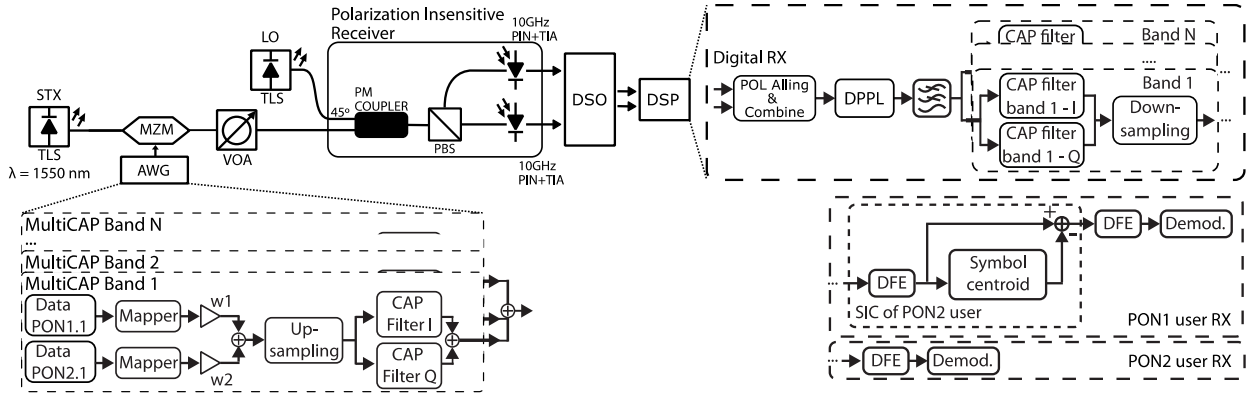 Polarization Insensitive
Receiver
10GHz
PIN+TIA
LO
TLS
45º
PM
COUPLER
PBS
10GHz
PIN+TIA
STX
TLS
λ = 1550 nm
MZM
AWG
VOA
DSO
DSP
Digital RX
POL Alling
&
Combine
DPPL
CAP filter
Band N
....
Band 1
CAP filter
band 1 - I
CAP filter
band 1 - Q
Down-
sampling
...
...
MultiCAP Band N
...
MultiCAP Band 2
MultiCAP Band 1
Data
PON1.1
Mapper
w1
Data
PON2.1
Mapper
w2
Up-
sampling
CAP
Filter I
CAP
Filter Q
...
DFE
Symbol
centroid
+
-
SIC of PON2 user
DFE
Demod.
PON1 user RX
...
DFE
Demod.
PON2 user RX